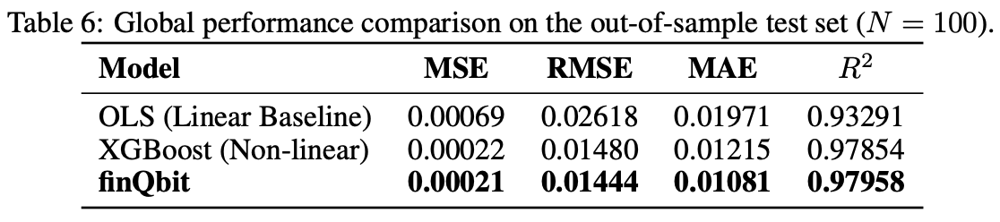 Table 6: Global performance comparison on the out-of-sample test set (N = 100).
Model MSE RMSE MAE R²
OLS (Linear Baseline) 0.00069 0.02618 0.01971 0.93291
XGBoost (Non-linear) 0.00022 0.01480 0.01215 0.97854
finQbit 0.00021 0.01444 0.01081 0.97958